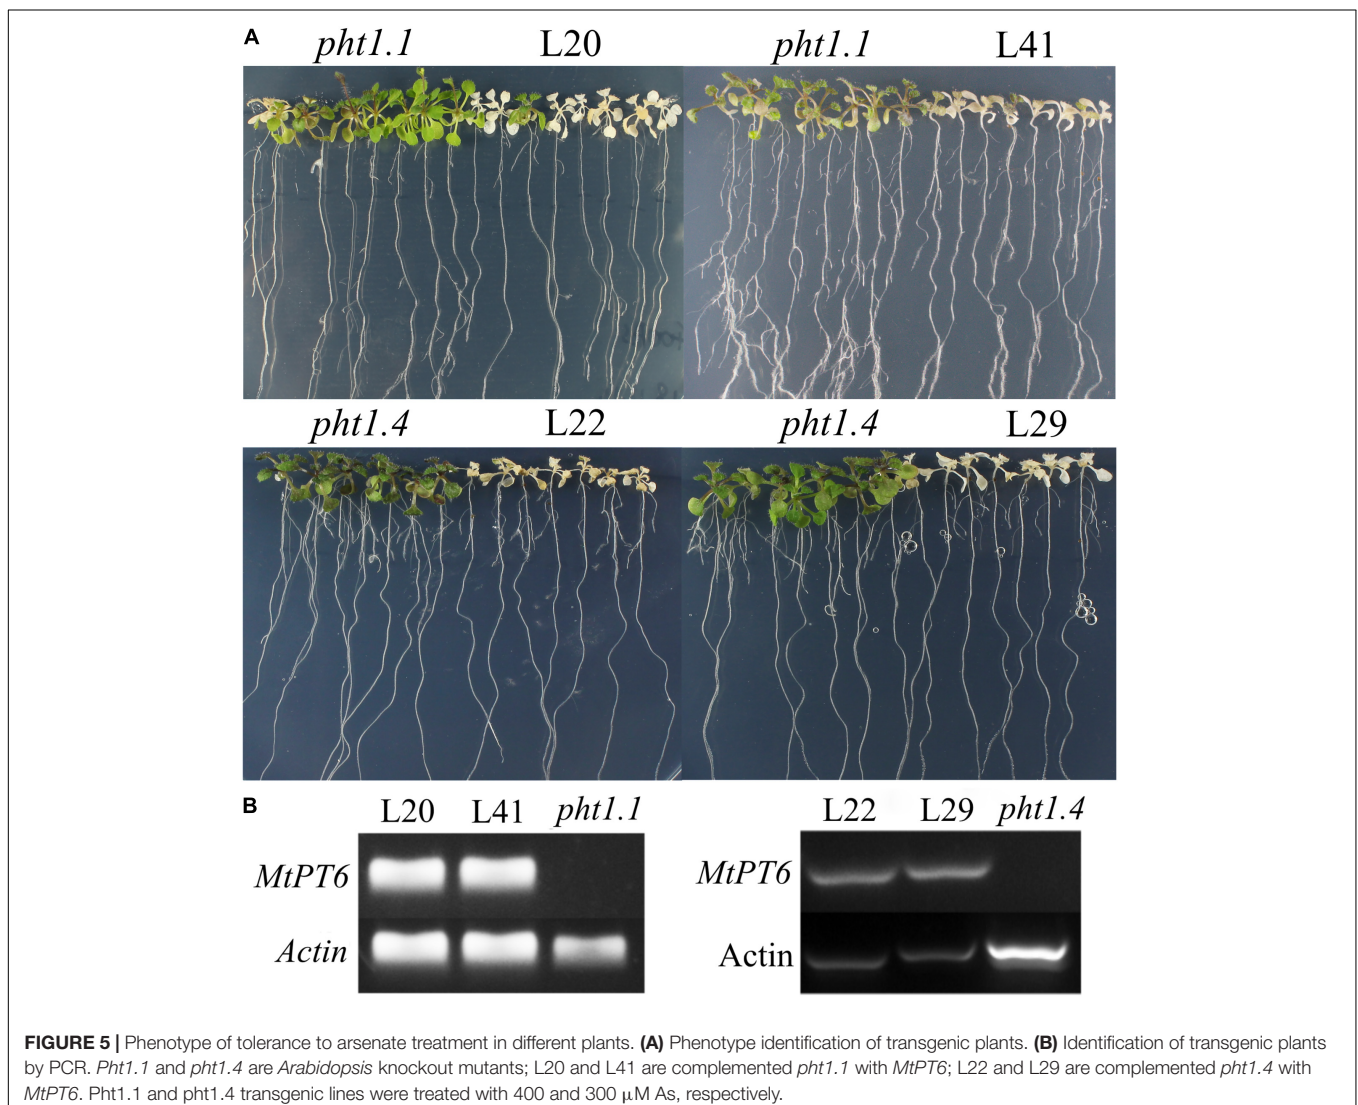 A
pht1.1 L20 pht1.1 L41
pht1.4 L22 pht1.4 L29
B
L20 L41 pht1.1 L22 L29 pht1.4
MtPT6 MtPT6
Actin Actin
FIGURE 5 | Phenotype of tolerance to arsenate treatment in different plants. (A) Phenotype identification of transgenic plants. (B) Identification of transgenic plants
by PCR. Pht1.1 and pht1.4 are Arabidopsis knockout mutants; L20 and L41 are complemented pht1.1 with MtPT6; L22 and L29 are complemented pht1.4 with
MtPT6. Pht1.1 and pht1.4 transgenic lines were treated with 400 and 300 μM As, respectively.